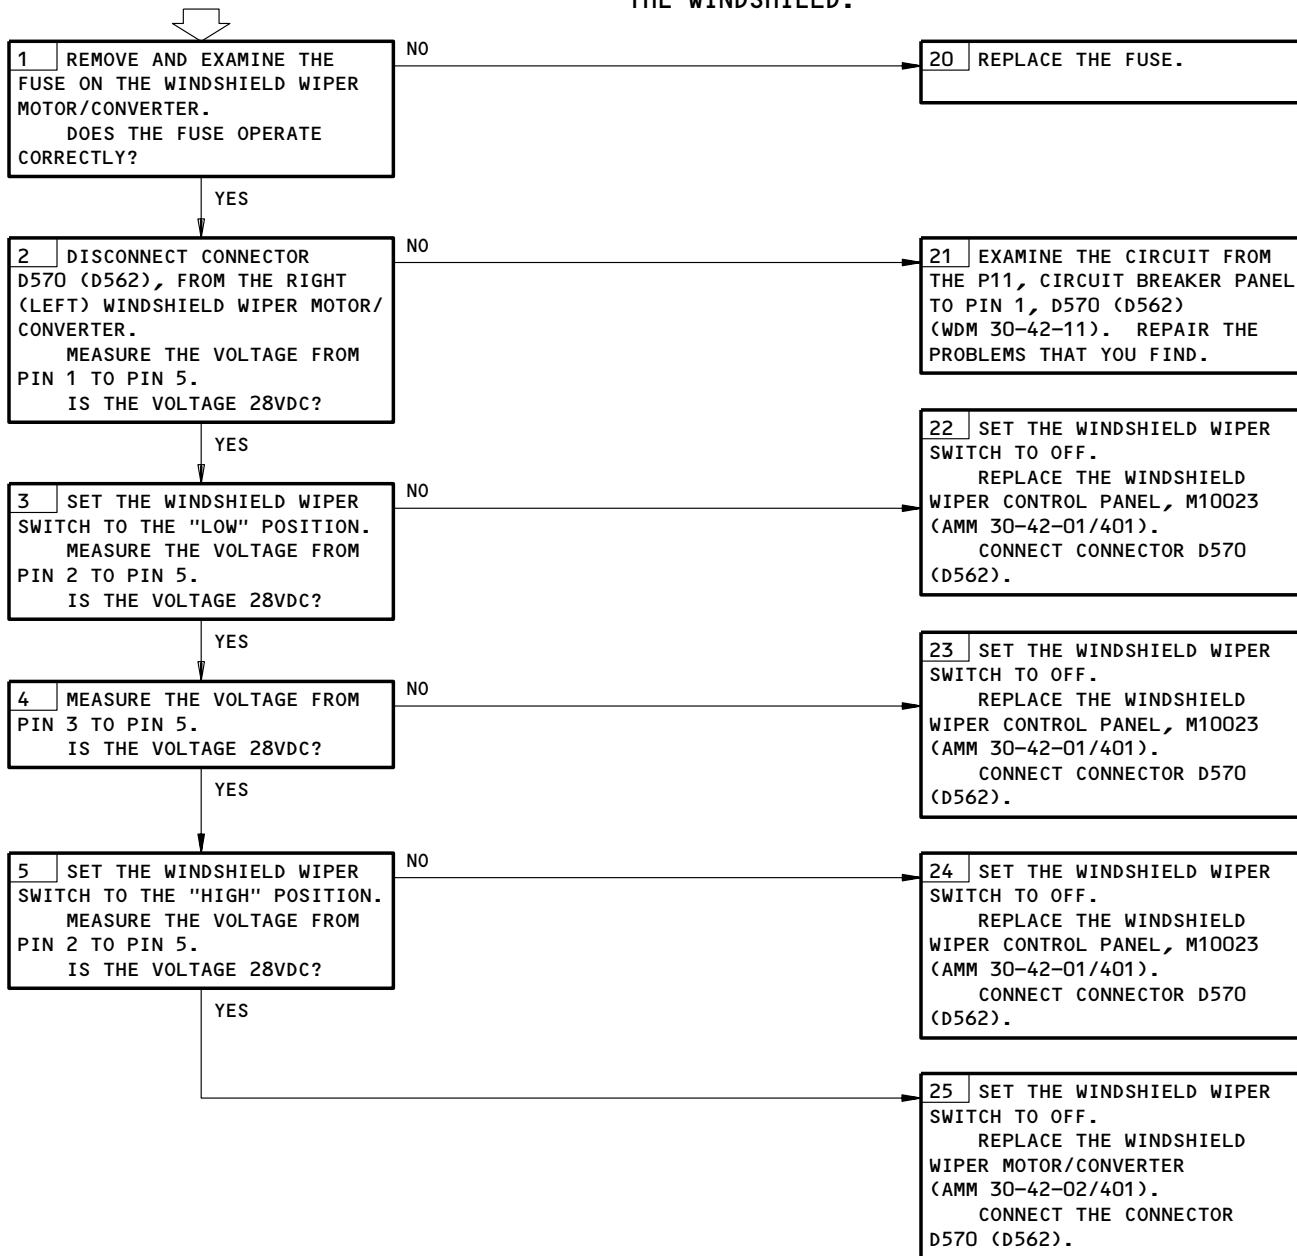 THE WINDSHIELD.
1 REMOVE AND EXAMINE THE
FUSE ON THE WINDSHIELD WIPER
MOTOR/CONVERTER.
DOES THE FUSE OPERATE
CORRECTLY?
NO
20 REPLACE THE FUSE.
YES
2 DISCONNECT CONNECTOR
D570 (D562), FROM THE RIGHT
(LEFT) WINDSHIELD WIPER MOTOR/
CONVERTER.
MEASURE THE VOLTAGE FROM
PIN 1 TO PIN 5.
IS THE VOLTAGE 28VDC?
NO
21 EXAMINE THE CIRCUIT FROM
THE P11, CIRCUIT BREAKER PANEL
TO PIN 1, D570 (D562)
(WDM 30-42-11). REPAIR THE
PROBLEMS THAT YOU FIND.
YES
3 SET THE WINDSHIELD WIPER
SWITCH TO THE "LOW" POSITION.
MEASURE THE VOLTAGE FROM
PIN 2 TO PIN 5.
IS THE VOLTAGE 28VDC?
NO
22 SET THE WINDSHIELD WIPER
SWITCH TO OFF.
REPLACE THE WINDSHIELD
WIPER CONTROL PANEL, M10023
(AMM 30-42-01/401).
CONNECT CONNECTOR D570
(D562).
YES
4 MEASURE THE VOLTAGE FROM
PIN 3 TO PIN 5.
IS THE VOLTAGE 28VDC?
NO
23 SET THE WINDSHIELD WIPER
SWITCH TO OFF.
REPLACE THE WINDSHIELD
WIPER CONTROL PANEL, M10023
(AMM 30-42-01/401).
CONNECT CONNECTOR D570
(D562).
YES
5 SET THE WINDSHIELD WIPER
SWITCH TO THE "HIGH" POSITION.
MEASURE THE VOLTAGE FROM
PIN 2 TO PIN 5.
IS THE VOLTAGE 28VDC?
NO
24 SET THE WINDSHIELD WIPER
SWITCH TO OFF.
REPLACE THE WINDSHIELD
WIPER CONTROL PANEL, M10023
(AMM 30-42-01/401).
CONNECT CONNECTOR D570
(D562).
YES
25 SET THE WINDSHIELD WIPER
SWITCH TO OFF.
REPLACE THE WINDSHIELD
WIPER MOTOR/CONVERTER
(AMM 30-42-02/401).
CONNECT THE CONNECTOR
D570 (D562).